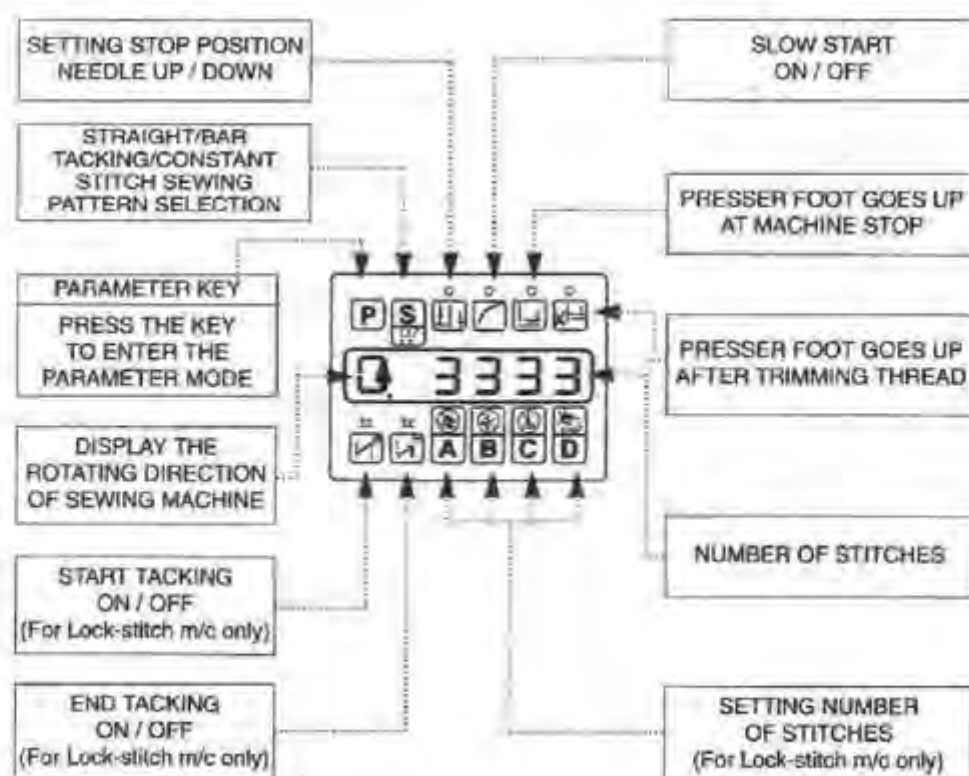 SETTING STOP POSITION
NEEDLE UP / DOWN
SLOW START
ON / OFF
STRAIGHT/BAR
TACKING/CONSTANT
STITCH SEWING
PATTERN SELECTION
PRESSER FOOT GOES UP
AT MACHINE STOP
PARAMETER KEY
PRESS THE KEY
TO ENTER THE
PARAMETER MODE
P S
PRESSER FOOT GOES UP
AFTER TRIMMING THREAD
3333
A B C D
DISPLAY THE
ROTATING DIRECTION
OF SEWING MACHINE
START TACKING
ON / OFF
(For Lock-stitch m/c only)
NUMBER OF STITCHES
END TACKING
ON / OFF
(For Lock-stitch m/c only)
SETTING NUMBER
OF STITCHES
(For Lock-stitch m/c only)